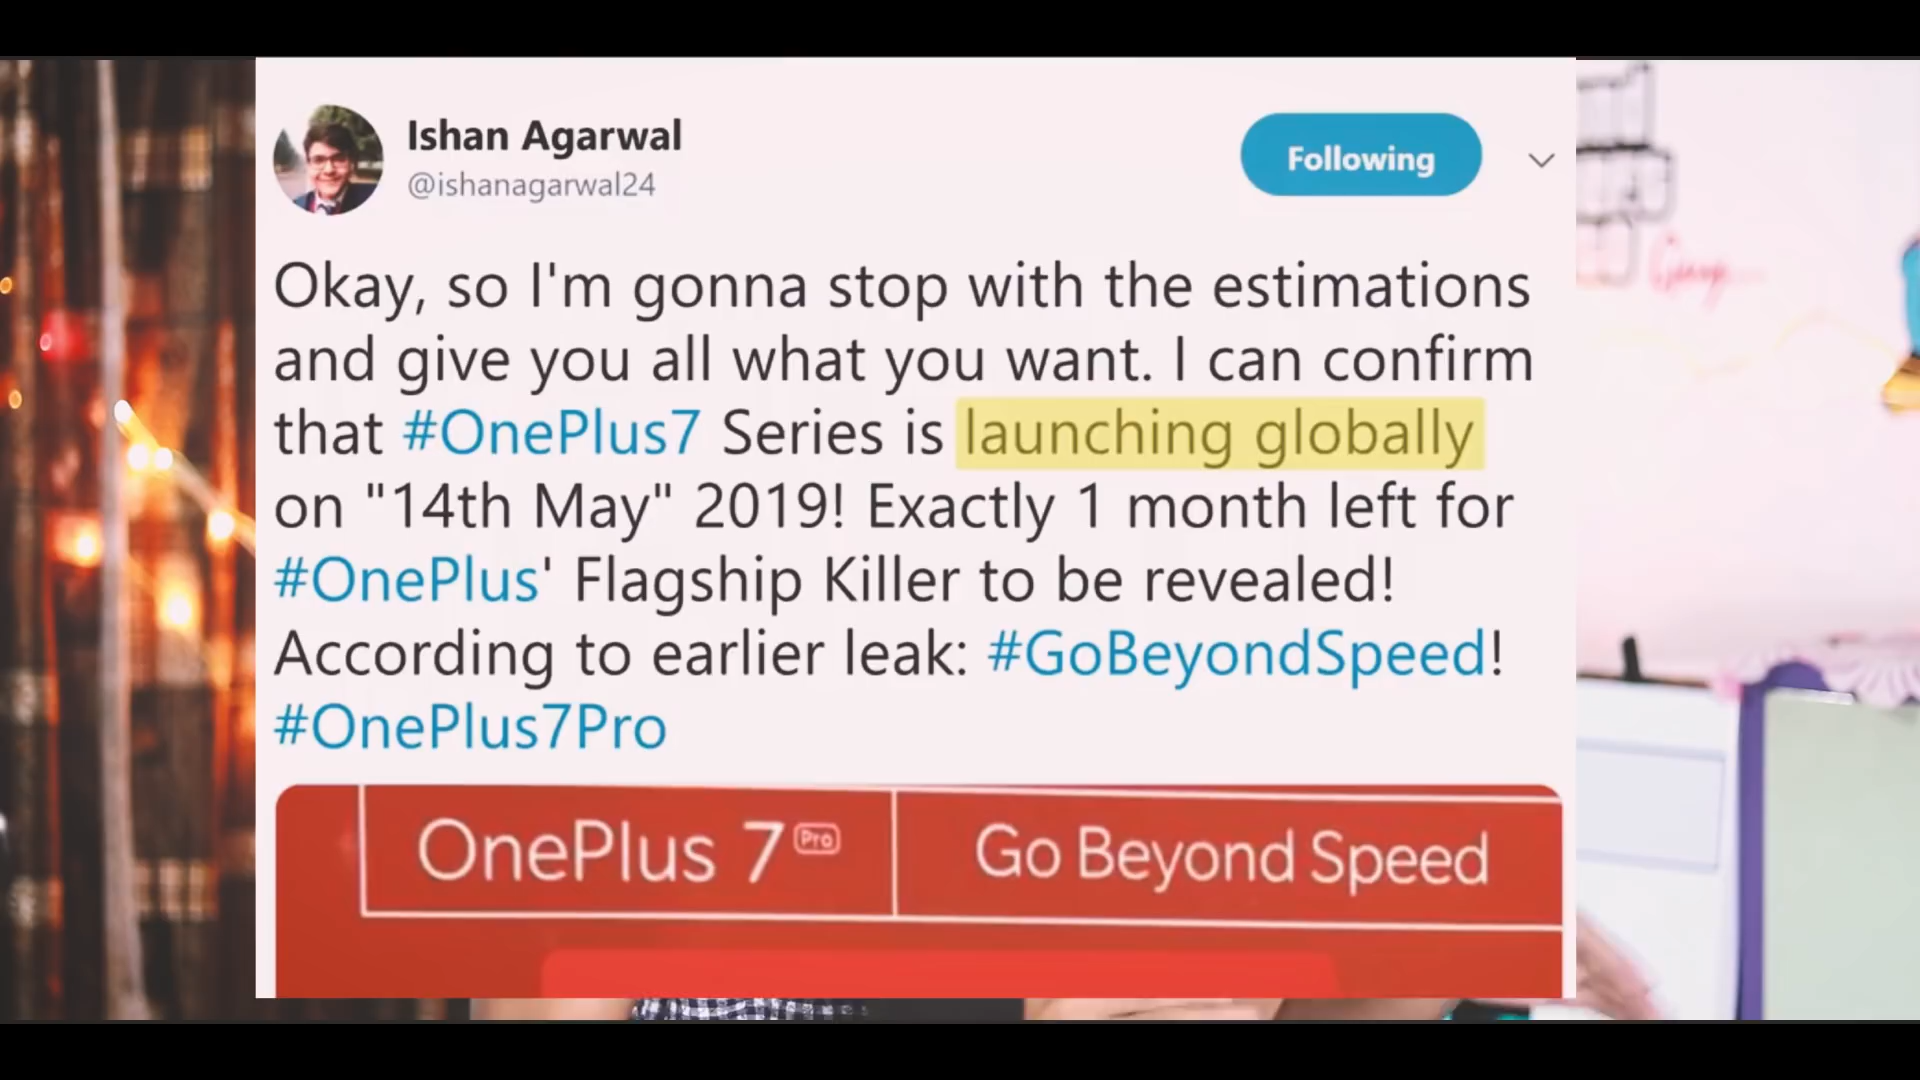 Ishan Agarwal
@ishanagarwal24
Following
Okay, so I'm gonna stop with the estimations
and give you all what you want. I can confirm
that #OnePlus7 Series is launching globally
on "14th May" 2019! Exactly 1 month left for
#OnePlus' Flagship Killer to be revealed!
According to earlier leak: #GoBeyondSpeed!
#OnePlus7Pro
OnePlus 7 Pro
Go Beyond Speed